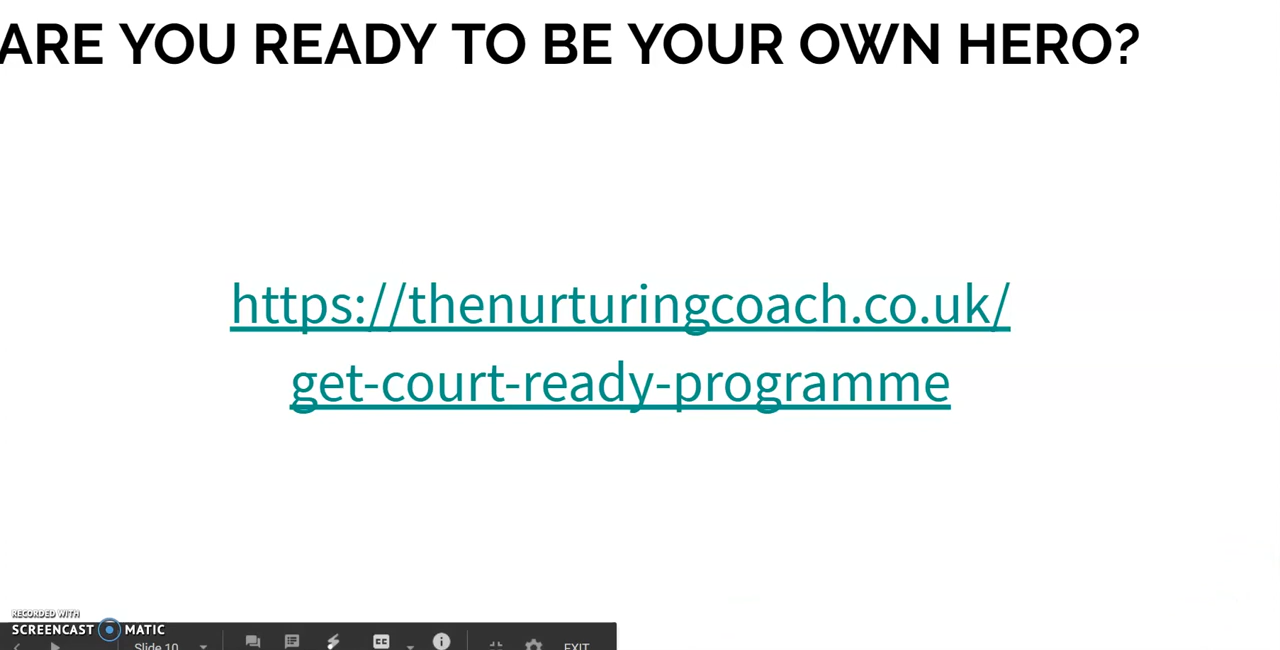 ARE YOU READY TO BE YOUR OWN HERO?
https://thenurturingcoach.co.uk/
get-court-ready-programme
RECORDED WITH
SCREENCAST MATIC
Slide 10
CC
EXIT